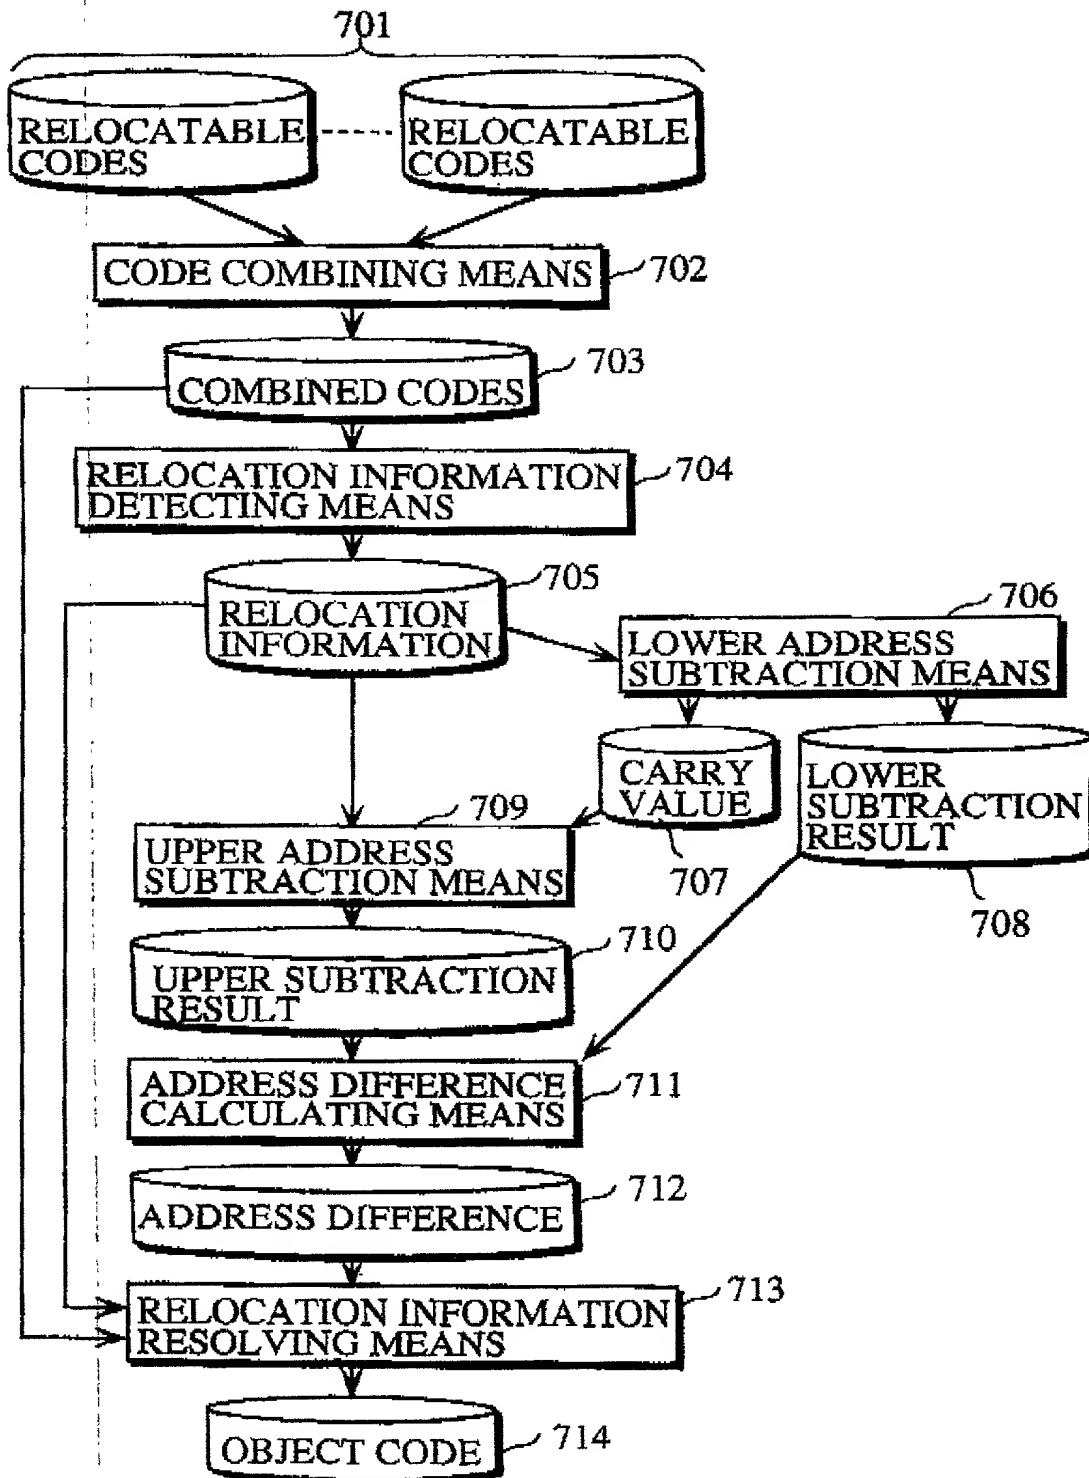 701
RELOCATABLE
CODES
RELOCATABLE
CODES
CODE COMBINING MEANS
702
COMBINED CODES
703
RELOCATION INFORMATION
DETECTING MEANS
704
RELOCATION
INFORMATION
705
706
LOWER ADDRESS
SUBTRACTION MEANS
CARRY
VALUE
707
LOWER
SUBTRACTION
RESULT
708
709
UPPER ADDRESS
SUBTRACTION MEANS
710
UPPER SUBTRACTION
RESULT
ADDRESS DIFFERENCE
CALCULATING MEANS
711
ADDRESS DIFFERENCE
712
RELOCATION INFORMATION
RESOLVING MEANS
713
OBJECT CODE
714